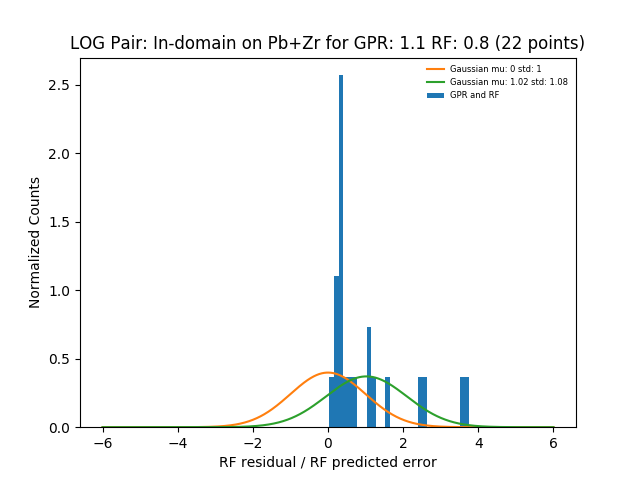 LOG Pair: In-domain on Pb+Zr for GPR: 1.1 RF: 0.8 (22 points)
Gaussian mu: 0 std: 1
Gaussian mu: 1.02 std: 1.08
GPR and RF
Normalized Counts
2.5
2.0
1.5
1.0
0.5
0.0
−6 −4 −2 0 2 4 6
RF residual / RF predicted error